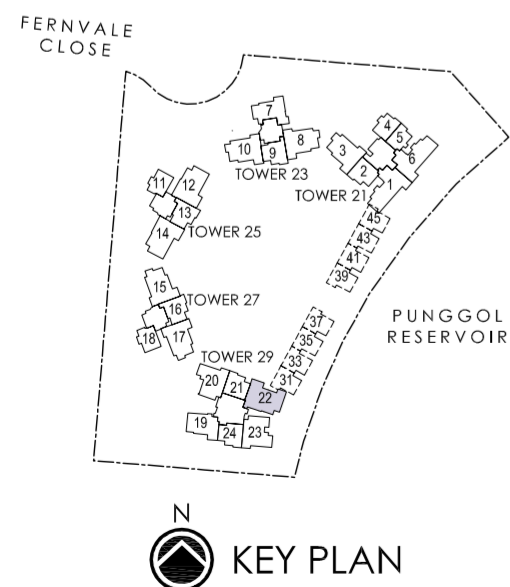 FERNVALE
CLOSE
7
10
9
8
TOWER 23
4
5
3
6
2
1
TOWER 21
45
43
41
39
11
12
13
14
TOWER 25
15
16
18
17
TOWER 27
PUNGGOL
RESERVOIR
37
35
33
31
TOWER 29
20
21
22
19
24
23
N
KEY PLAN